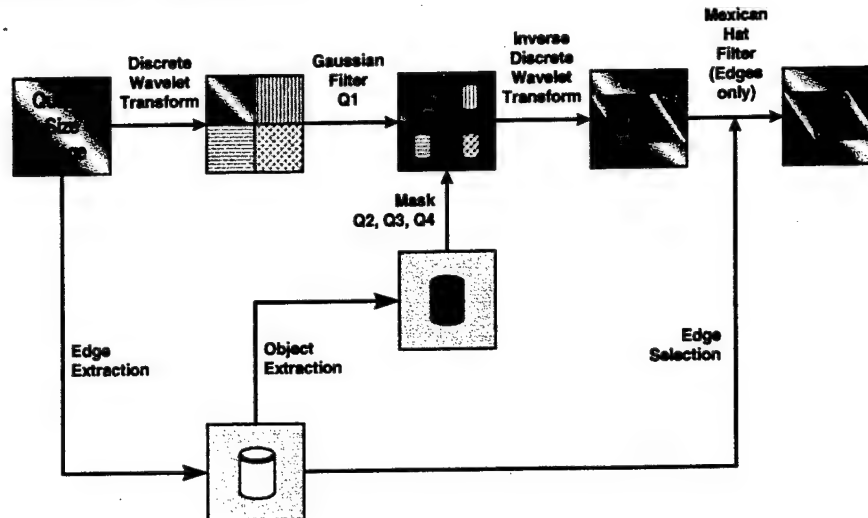 Discrete
Wavelet
Transform
Gaussian
Filter
Q1
Inverse
Discrete
Wavelet
Transform
Mexican
Hat
Filter
(Edges
only)
Size
Mask
Q2, Q3, Q4
Edge
Extraction
Object
Extraction
Edge
Selection